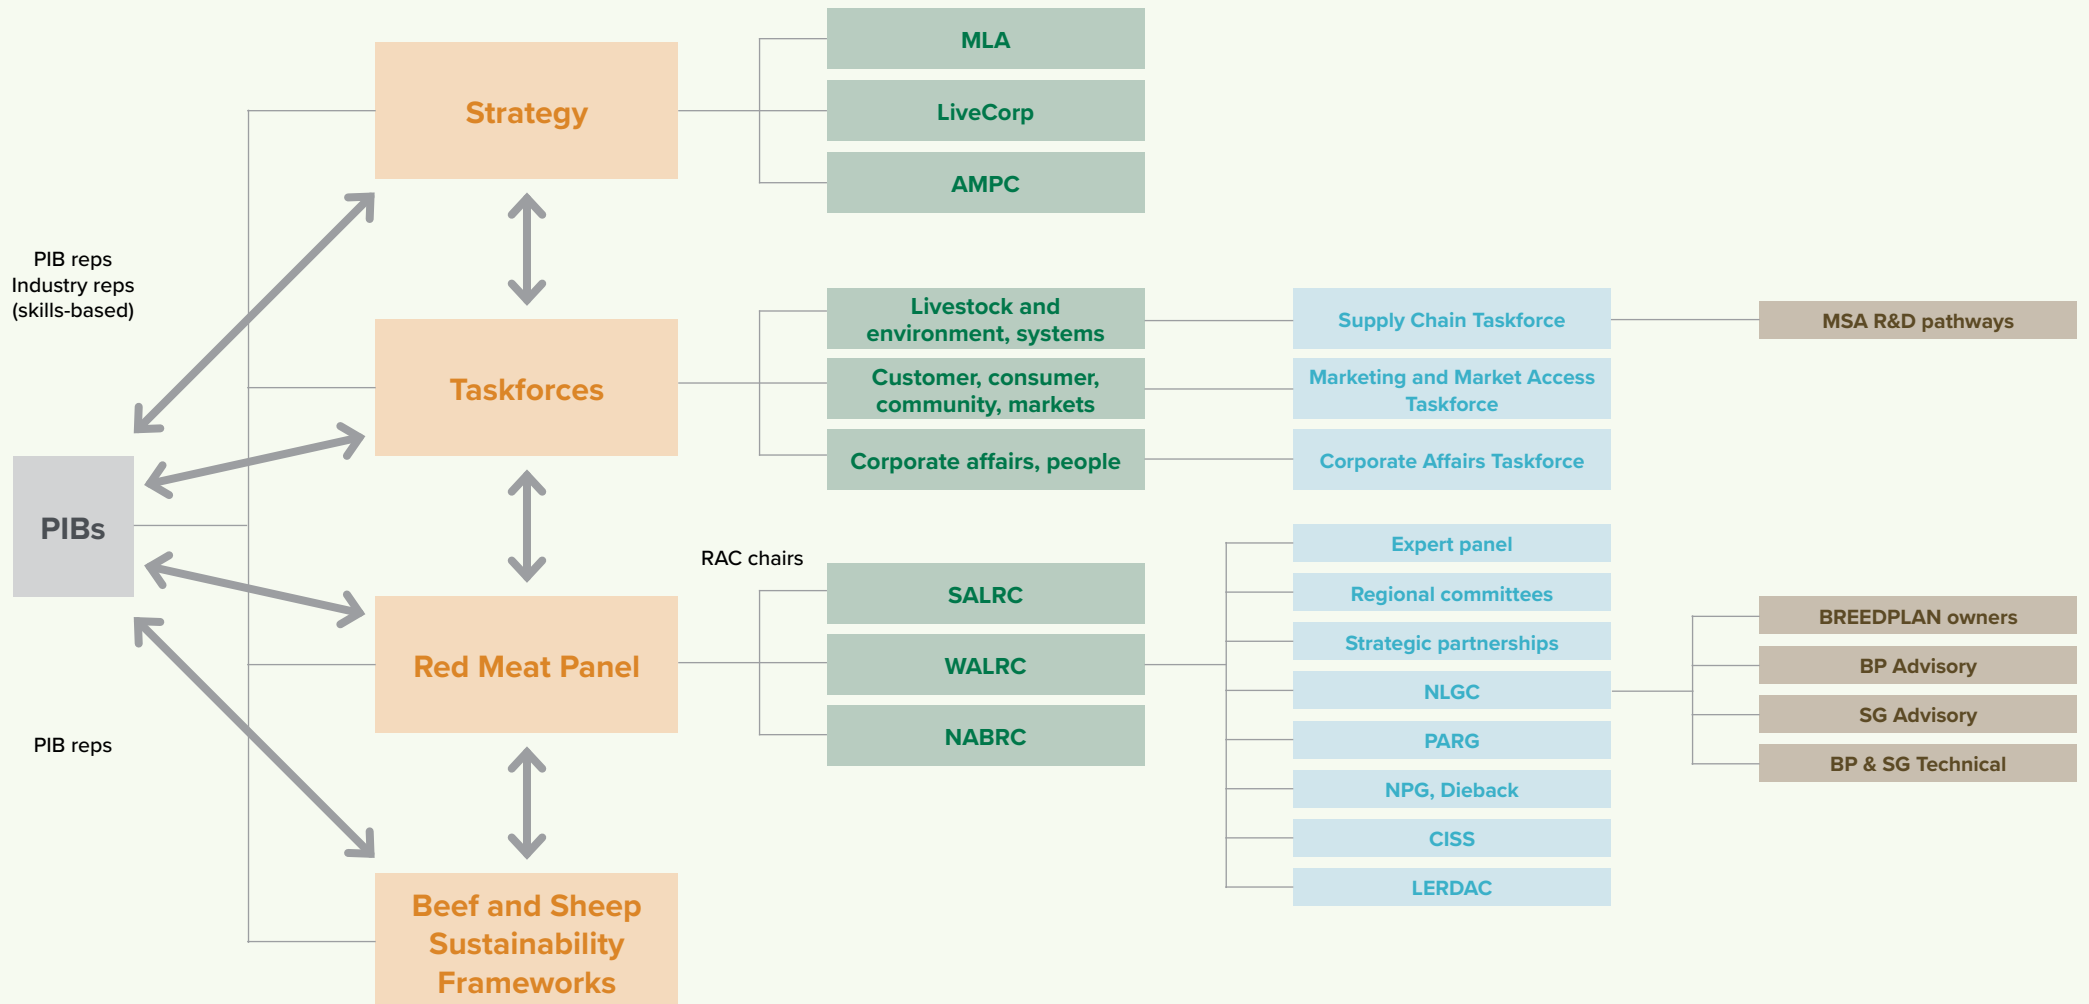 MLA
Strategy
LiveCorp
AMPC
PIB reps
Industry reps
(skills-based)
Taskforces
Livestock and
environment, systems
Supply Chain Taskforce
MSA R&D pathways
Customer, consumer,
community, markets
Marketing and Market Access
Taskforce
Corporate affairs, people
Corporate Affairs Taskforce
PIBs
RAC chairs
Red Meat Panel
SALRC
WALRC
NABRC
Expert panel
Regional committees
Strategic partnerships
NLGC
PARG
NPG, Dieback
CISS
LERDAC
BREEDPLAN owners
BP Advisory
SG Advisory
BP & SG Technical
PIB reps
Beef and Sheep
Sustainability
Frameworks